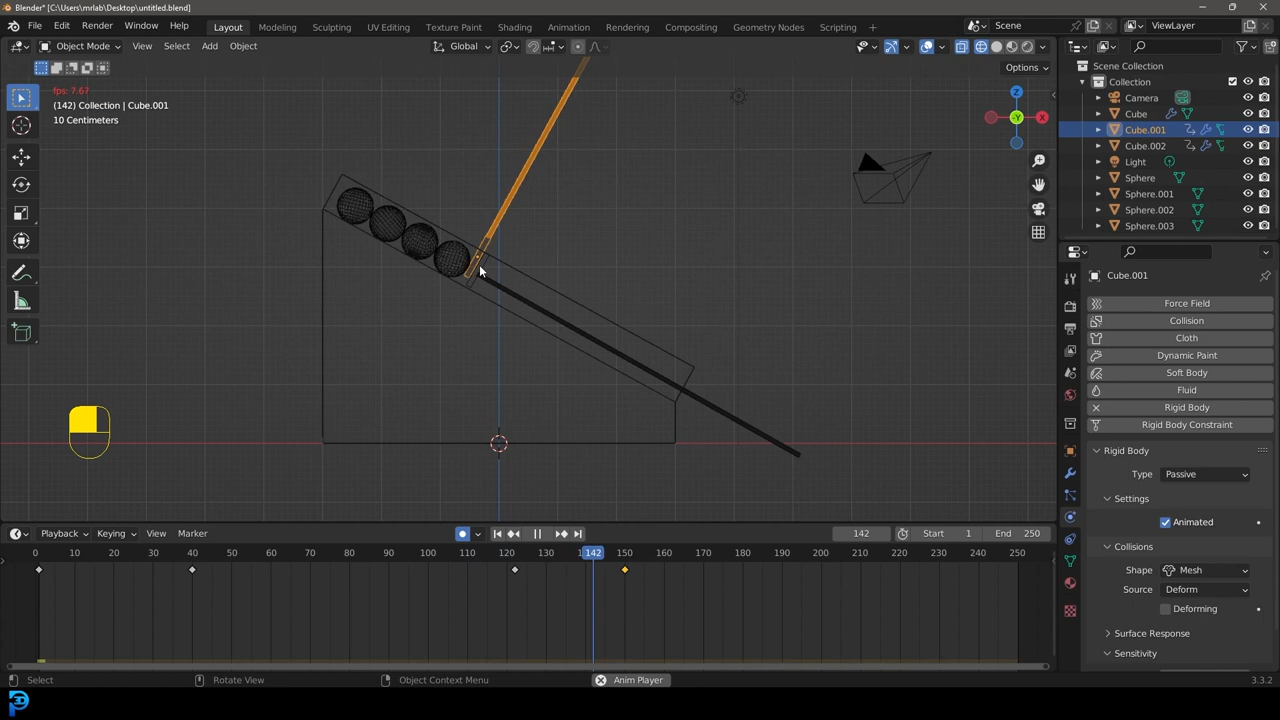 Blender* [C:\Users\mrlab\Desktop\untitled.blend]
File Edit Render Window Help Layout Modeling Sculpting UV Editing Texture Paint Shading Animation Rendering Compositing Geometry Nodes Scripting Scene ViewLayer
Object Mode View Select Add Object Global
Options
fps: 7.67
(142) Collection | Cube.001
10 Centimeters
Z
X
-Y
Scene Collection
Collection
Camera
Cube
Cube.001
Cube.002
Light
Sphere
Sphere.001
Sphere.002
Sphere.003
Cube.001
Force Field
Collision
Cloth
Dynamic Paint
Soft Body
Fluid
Rigid Body
Rigid Body Constraint
Rigid Body
Type Passive
Settings
Animated
Collisions
Shape Mesh
Source Deform
Deforming
Surface Response
Sensitivity
Playback Keying View Marker 142 Start 1 End 250
0 10 20 30 40 50 60 70 80 90 100 110 120 142 150 160 170 180 190 200 210 220 230 240 250
Select Rotate View Object Context Menu Anim Player 3.3.2